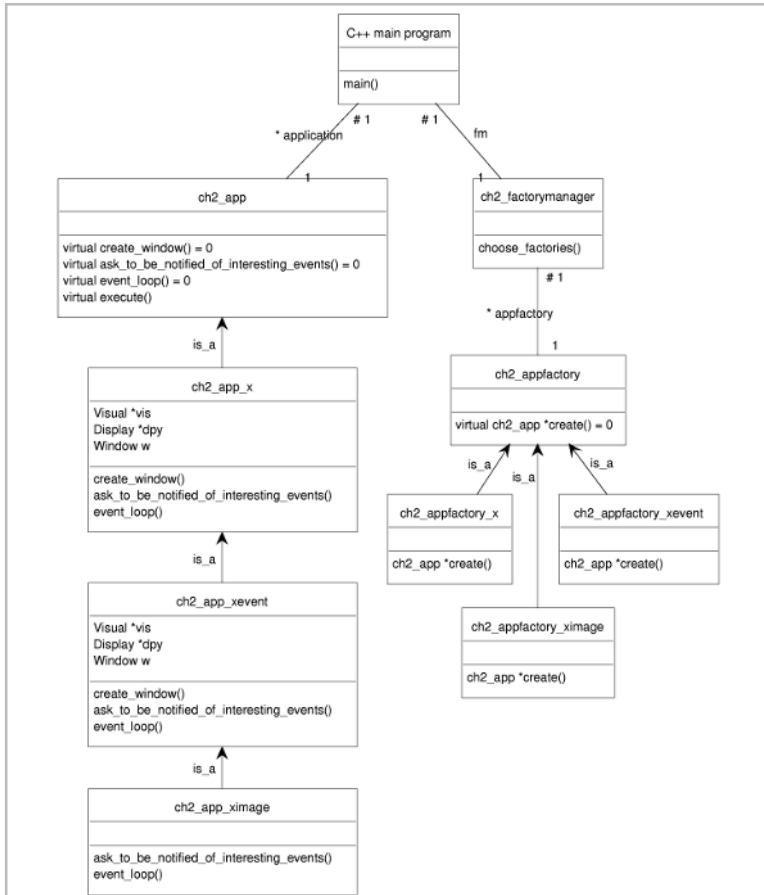 C++ main program
main()
# 1
# 1
* application
fm
1
1
ch2_app
virtual create_window() = 0
virtual ask_to_be_notified_of_interesting_events() = 0
virtual event_loop() = 0
virtual execute()
ch2_factorymanager
choose_factories()
# 1
* appfactory
1
is_a
ch2_app_x
Visual *vis
Display *dpy
Window w
create_window()
ask_to_be_notified_of_interesting_events()
event_loop()
ch2_appfactory
virtual ch2_app *create() = 0
is_a
is_a
is_a
ch2_appfactory_x
ch2_app *create()
ch2_appfactory_xevent
ch2_app *create()
is_a
ch2_app_xevent
Visual *vis
Display *dpy
Window w
create_window()
ask_to_be_notified_of_interesting_events()
event_loop()
ch2_appfactory_ximage
ch2_app *create()
is_a
ch2_app_ximage
ask_to_be_notified_of_interesting_events()
event_loop()